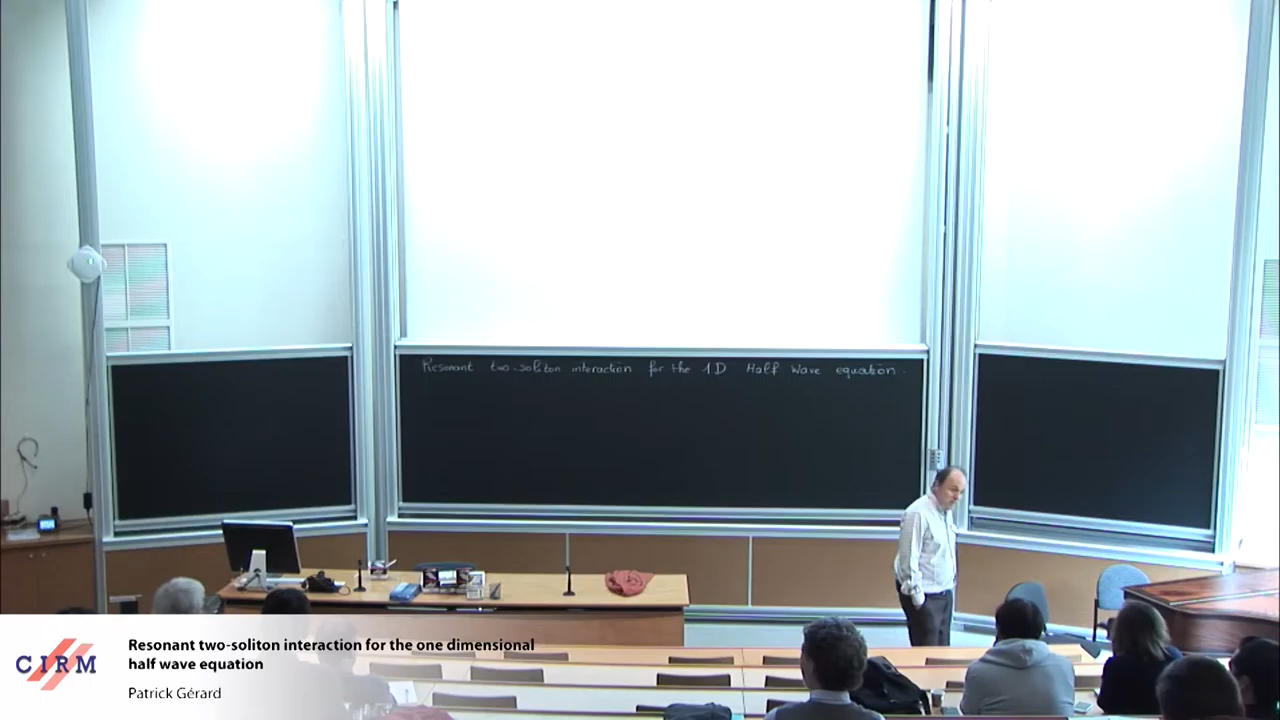 Resonant two-soliton interaction for the 1D Half Wave equation.
CIRM
Resonant two-soliton interaction for the one dimensional
half wave equation
Patrick Gérard